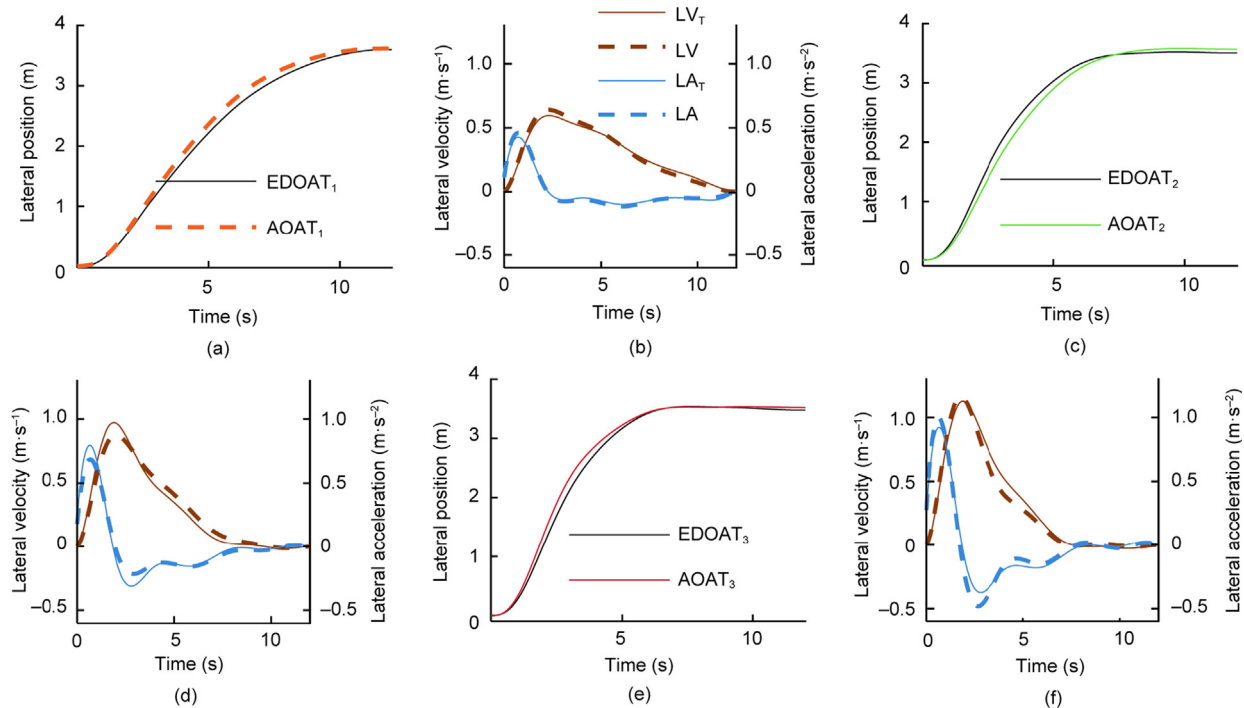 4
3
2
1
0
Lateral position (m)
EDOAT₁
AOAT₁
5
10
Time (s)
(a)
LV_T
LV
LA_T
LA
1.0
0.5
0
–0.5
Lateral velocity (m·s⁻¹)
1.0
0.5
0
–0.5
Lateral acceleration (m·s⁻²)
0
5
10
Time (s)
(b)
4
3
2
1
0
Lateral position (m)
EDOAT₂
AOAT₂
5
10
Time (s)
(c)
1.0
0.5
0
–0.5
Lateral velocity (m·s⁻¹)
1.0
0.5
0
–0.5
Lateral acceleration (m·s⁻²)
0
5
10
Time (s)
(d)
4
3
2
1
0
Lateral position (m)
EDOAT₃
AOAT₃
5
10
Time (s)
(e)
1.0
0.5
0
–0.5
Lateral velocity (m·s⁻¹)
1.0
0.5
0
–0.5
Lateral acceleration (m·s⁻²)
0
5
10
Time (s)
(f)